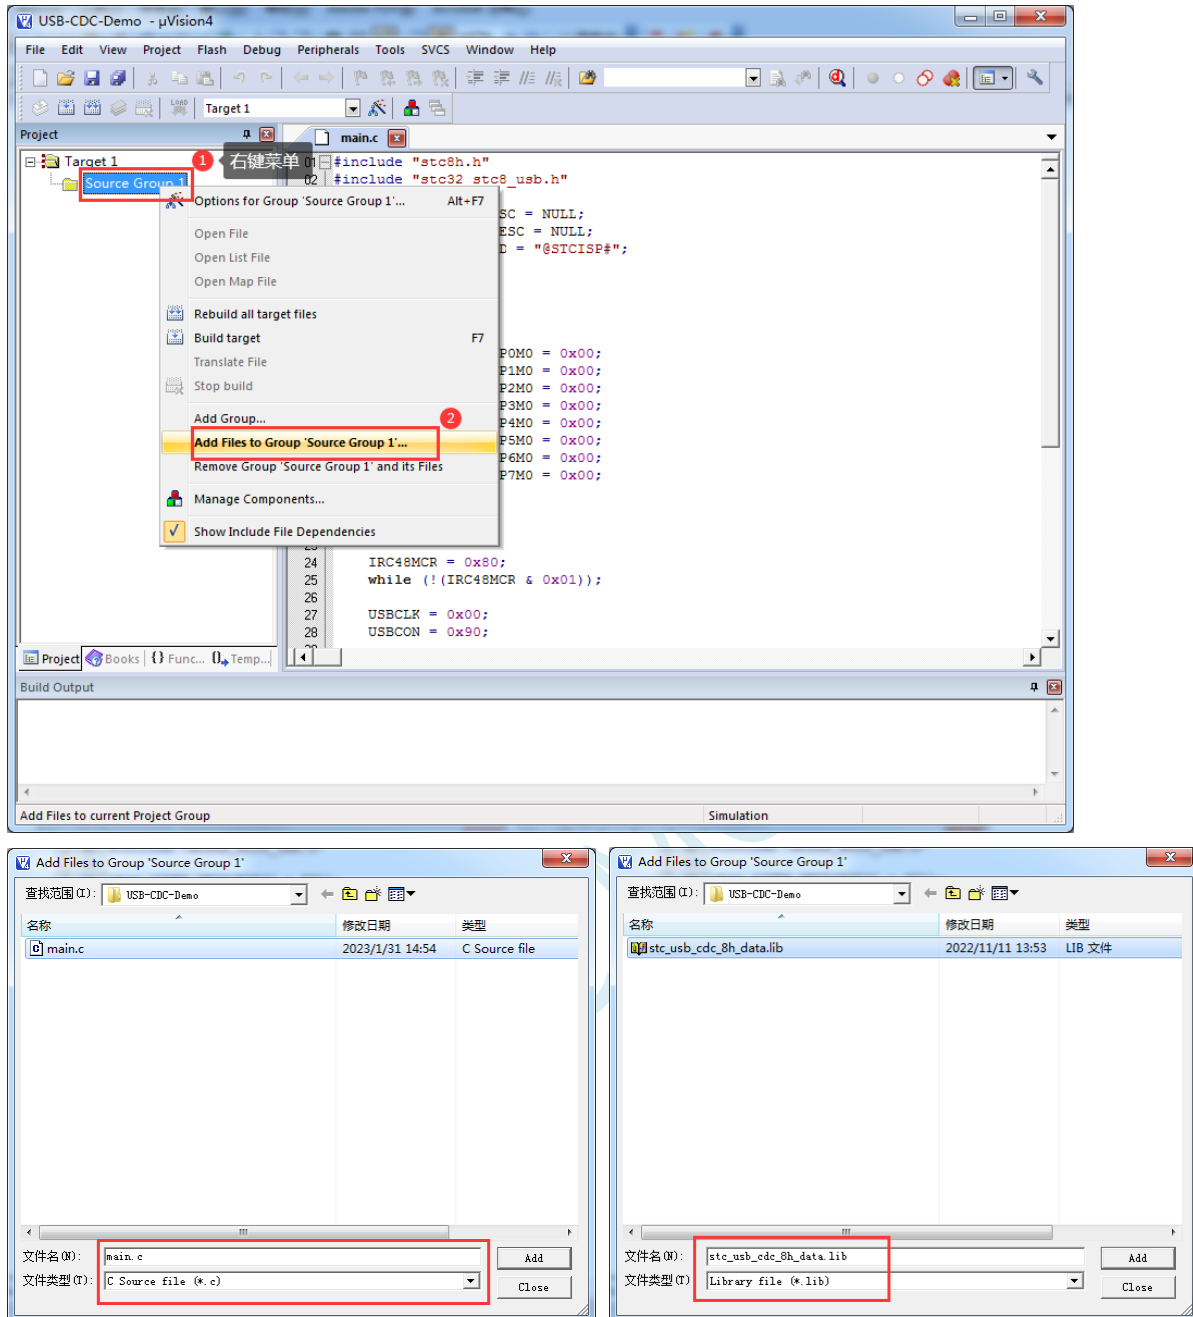 USB-CDC-Demo - µVision4
File Edit View Project Flash Debug Peripherals Tools SVCS Window Help
LOAD Target 1
Project
main.c
Target 1
1 右键菜单
Source Group 1
01 #include "stc8h.h"
02 #include "stc32_stc8_usb.h"
Options for Group 'Source Group 1'... Alt+F7
SC = NULL;
Open File
ESC = NULL;
Open List File
D = "@STCISP#";
Open Map File
Rebuild all target files
Build target F7
P0M0 = 0x00;
Translate File
P1M0 = 0x00;
Stop build
P2M0 = 0x00;
P3M0 = 0x00;
Add Group... 2
P4M0 = 0x00;
Add Files to Group 'Source Group 1'...
P5M0 = 0x00;
P6M0 = 0x00;
Remove Group 'Source Group 1' and its Files
P7M0 = 0x00;
Manage Components...
Show Include File Dependencies
24 IRC48MCR = 0x80;
25 while (!(IRC48MCR & 0x01));
26
27 USBCLK = 0x00;
28 USBCON = 0x90;
Project Books {} Func... Temp...
Build Output
Add Files to current Project Group Simulation
Add Files to Group 'Source Group 1'
查找范围(I): USB-CDC-Demo
名称 修改日期 类型
main.c 2023/1/31 14:54 C Source file
文件名(N): main.c Add
文件类型(T): C Source file (*.c) Close
Add Files to Group 'Source Group 1'
查找范围(I): USB-CDC-Demo
名称 修改日期 类型
stc_usb_cdc_8h_data.lib 2022/11/11 13:53 LIB 文件
文件名(N): stc_usb_cdc_8h_data.lib Add
文件类型(T) Library file (*.lib) Close